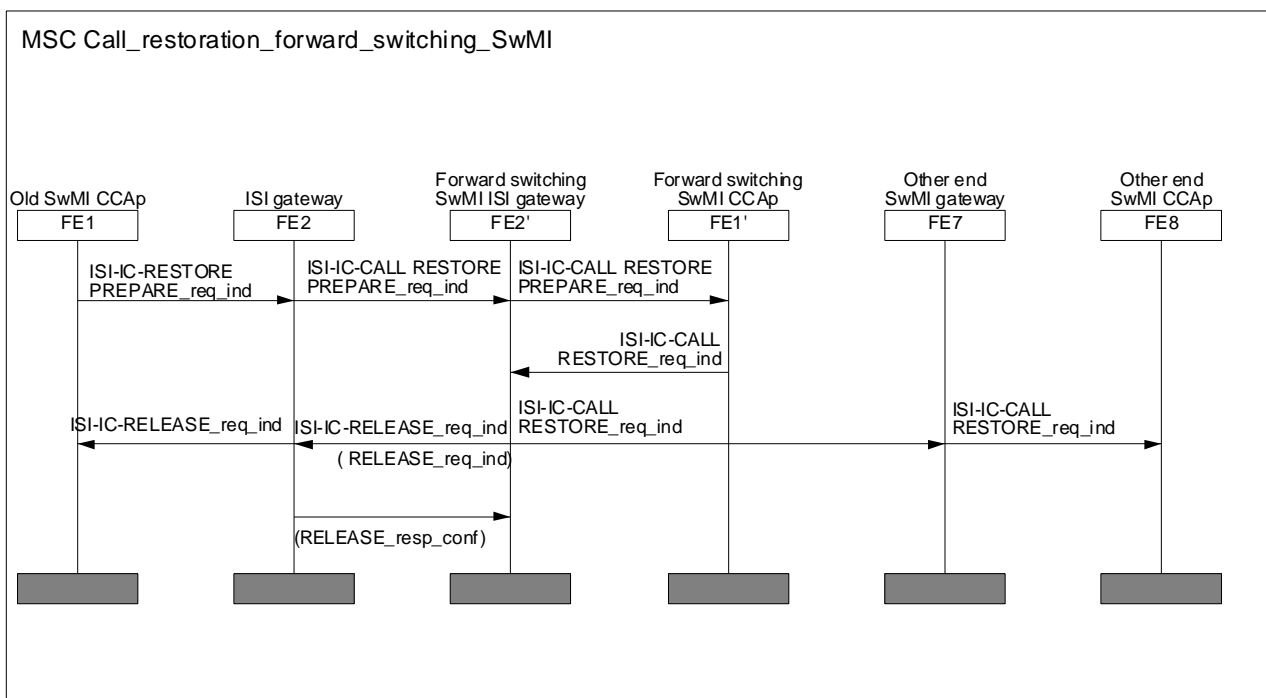 MSC Call_restoration_forward_switching_SwMI
Old SwMI CCAp
FE1
ISI gateway
FE2
Forward switching
SwMI ISI gateway
FE2'
Forward switching
SwMI CCAp
FE1'
Other end
SwMI gateway
FE7
Other end
SwMI CCAp
FE8
ISI-IC-RESTORE
PREPARE_req_ind
ISI-IC-CALL RESTORE
PREPARE_req_ind
ISI-IC-CALL RESTORE
PREPARE_req_ind
ISI-IC-CALL
RESTORE_req_ind
ISI-IC-RELEASE_req_ind
ISI-IC-RELEASE_req_ind
( RELEASE_req_ind)
ISI-IC-CALL
RESTORE_req_ind
ISI-IC-CALL
RESTORE_req_ind
(RELEASE_resp_conf)